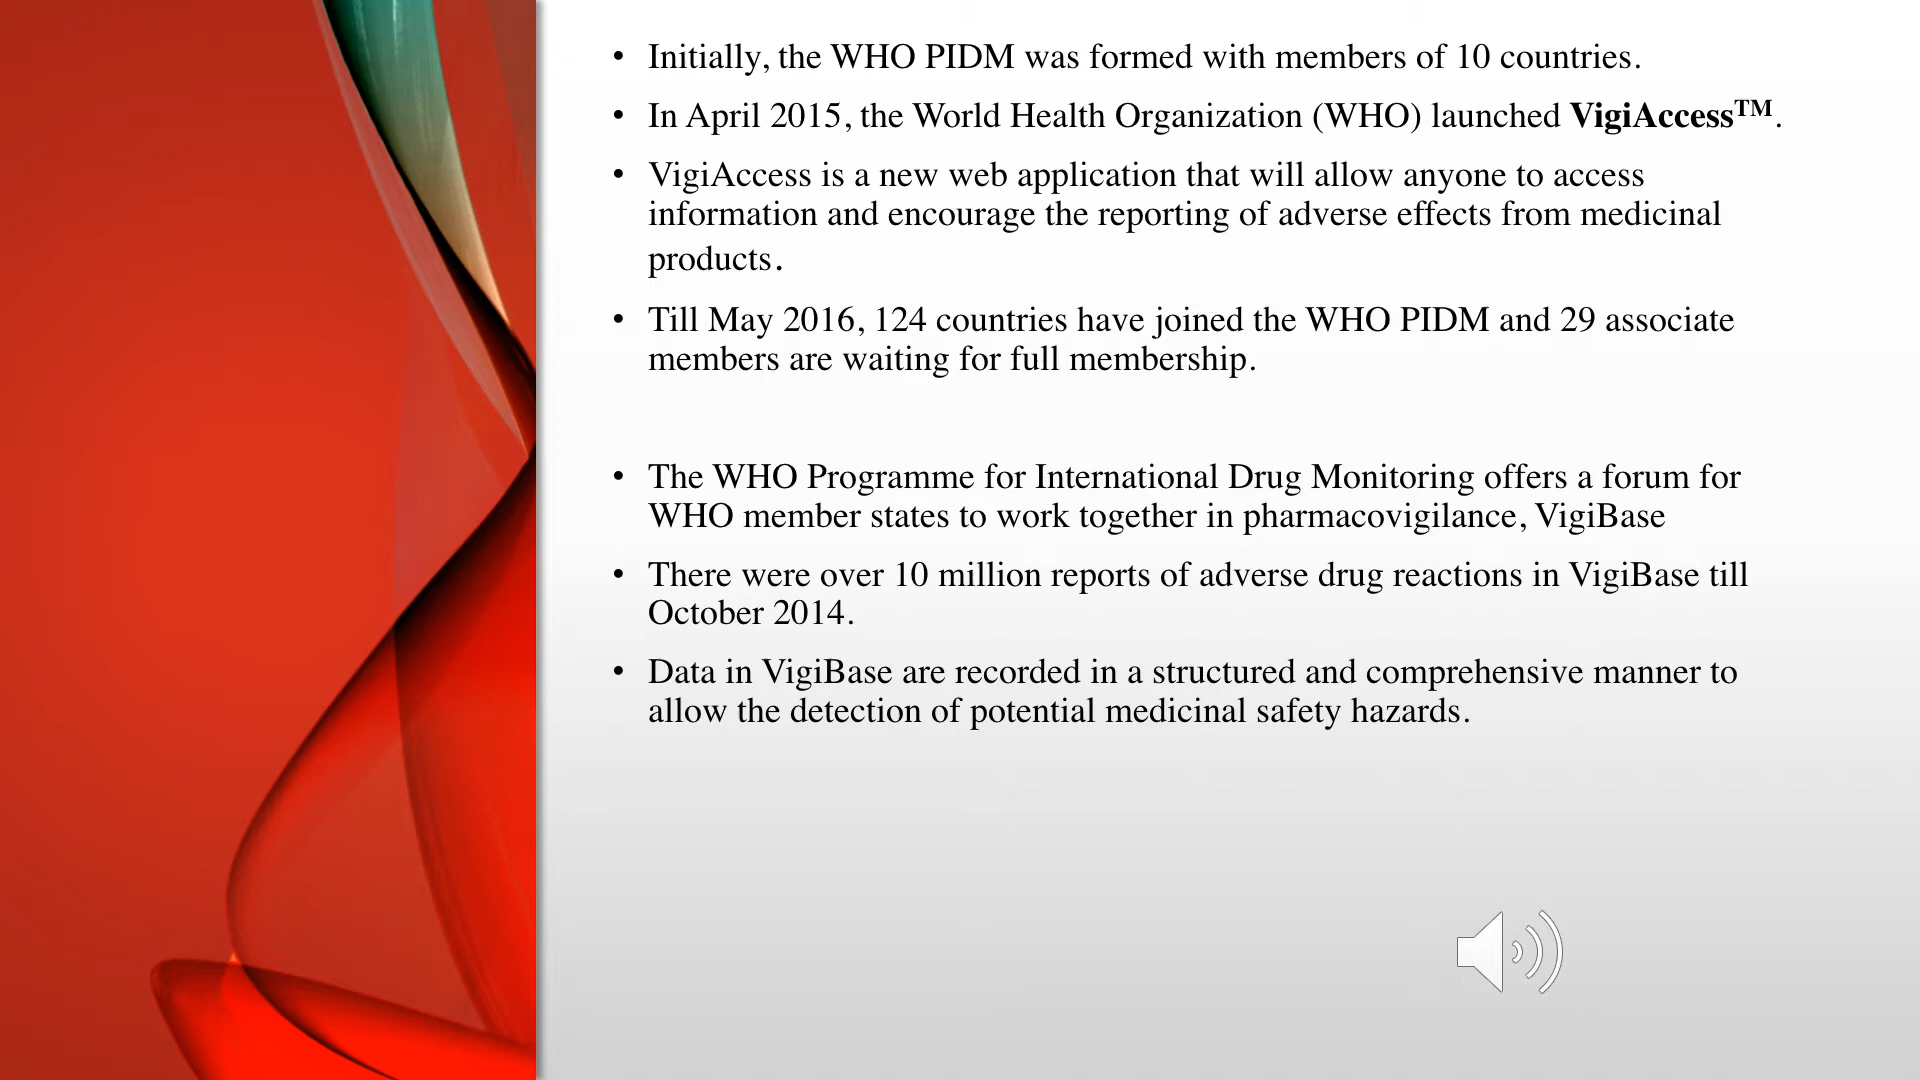 • Initially, the WHO PIDM was formed with members of 10 countries.
• In April 2015, the World Health Organization (WHO) launched VigiAccess™.
• VigiAccess is a new web application that will allow anyone to access
information and encourage the reporting of adverse effects from medicinal
products.
• Till May 2016, 124 countries have joined the WHO PIDM and 29 associate
members are waiting for full membership.
• The WHO Programme for International Drug Monitoring offers a forum for
WHO member states to work together in pharmacovigilance, VigiBase
• There were over 10 million reports of adverse drug reactions in VigiBase till
October 2014.
• Data in VigiBase are recorded in a structured and comprehensive manner to
allow the detection of potential medicinal safety hazards.